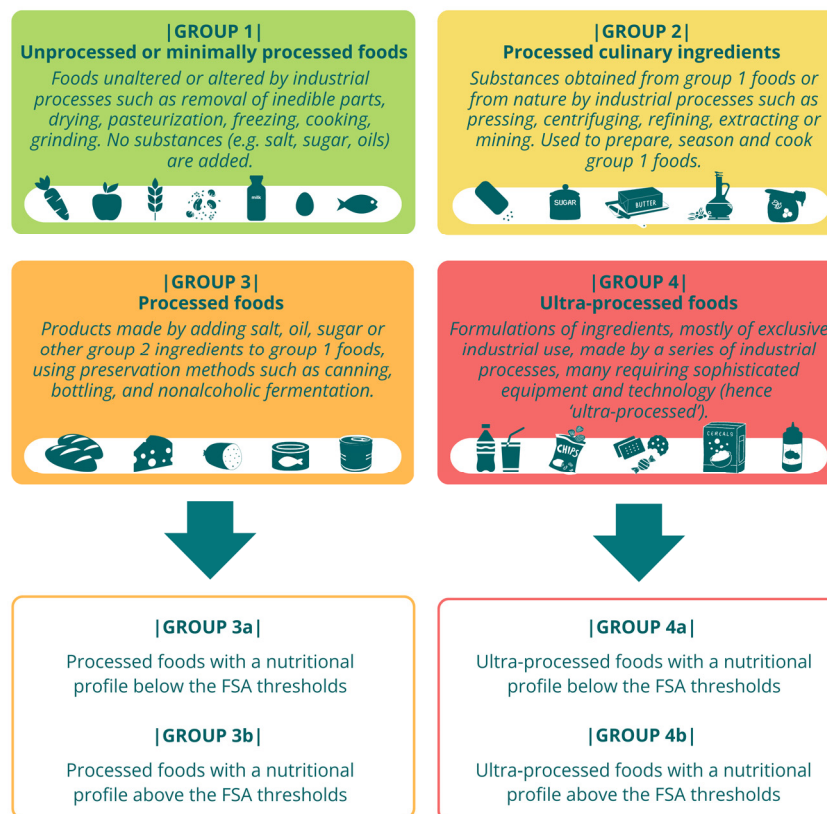 |GROUP 1|
Unprocessed or minimally processed foods
Foods unaltered or altered by industrial
processes such as removal of inedible parts,
drying, pasteurization, freezing, cooking,
grinding. No substances (e.g. salt, sugar, oils)
are added.
milk
|GROUP 2|
Processed culinary ingredients
Substances obtained from group 1 foods or
from nature by industrial processes such as
pressing, centrifuging, refining, extracting or
mining. Used to prepare, season and cook
group 1 foods.
SUGAR
BUTTER
|GROUP 3|
Processed foods
Products made by adding salt, oil, sugar or
other group 2 ingredients to group 1 foods,
using preservation methods such as canning,
bottling, and nonalcoholic fermentation.
|GROUP 4|
Ultra-processed foods
Formulations of ingredients, mostly of exclusive
industrial use, made by a series of industrial
processes, many requiring sophisticated
equipment and technology (hence
‘ultra-processed’).
CHIPS
CEREALS
|GROUP 3a|
Processed foods with a nutritional
profile below the FSA thresholds
|GROUP 3b|
Processed foods with a nutritional
profile above the FSA thresholds
|GROUP 4a|
Ultra-processed foods with a nutritional
profile below the FSA thresholds
|GROUP 4b|
Ultra-processed foods with a nutritional
profile above the FSA thresholds